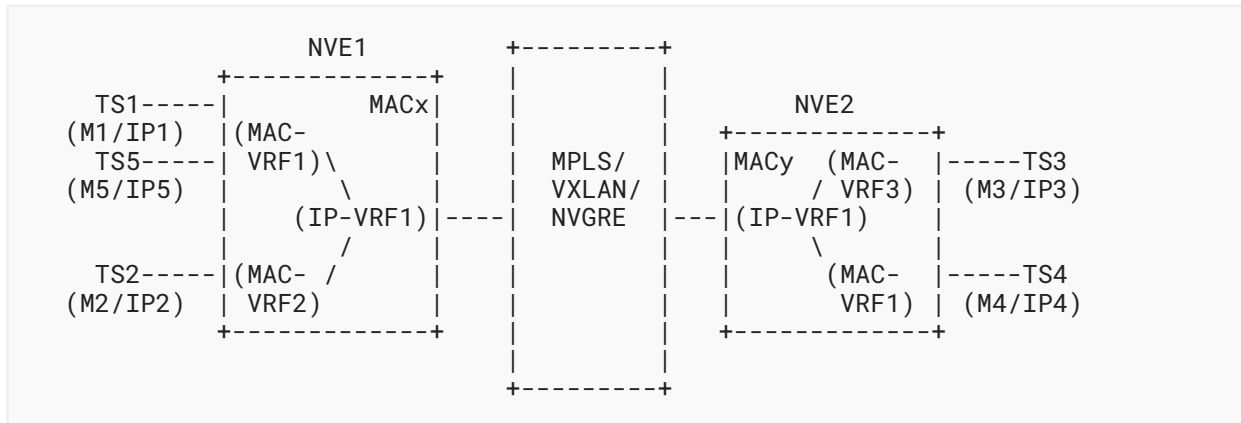 NVE1            +---------+
            +-------------+       |         |
    TS1-----|         MACx|       |         |        NVE2
  (M1/IP1)  |(MAC-        |       |         |   +-------------+
    TS5-----| VRF1)\      |       |  MPLS/  |   |MACy  (MAC-  |-----TS3
  (M5/IP5)  |       \     |       |  VXLAN/ |   |     / VRF3) | (M3/IP3)
            |    (IP-VRF1)|----|  NVGRE  |---|(IP-VRF1)     |
            |       /     |       |         |   |     \       |
    TS2-----|(MAC- /      |       |         |   |      (MAC-  |-----TS4
  (M2/IP2)  | VRF2)       |       |         |   |       VRF1) | (M4/IP4)
            +-------------+       |         |   +-------------+
                                  |         |
                                  +---------+